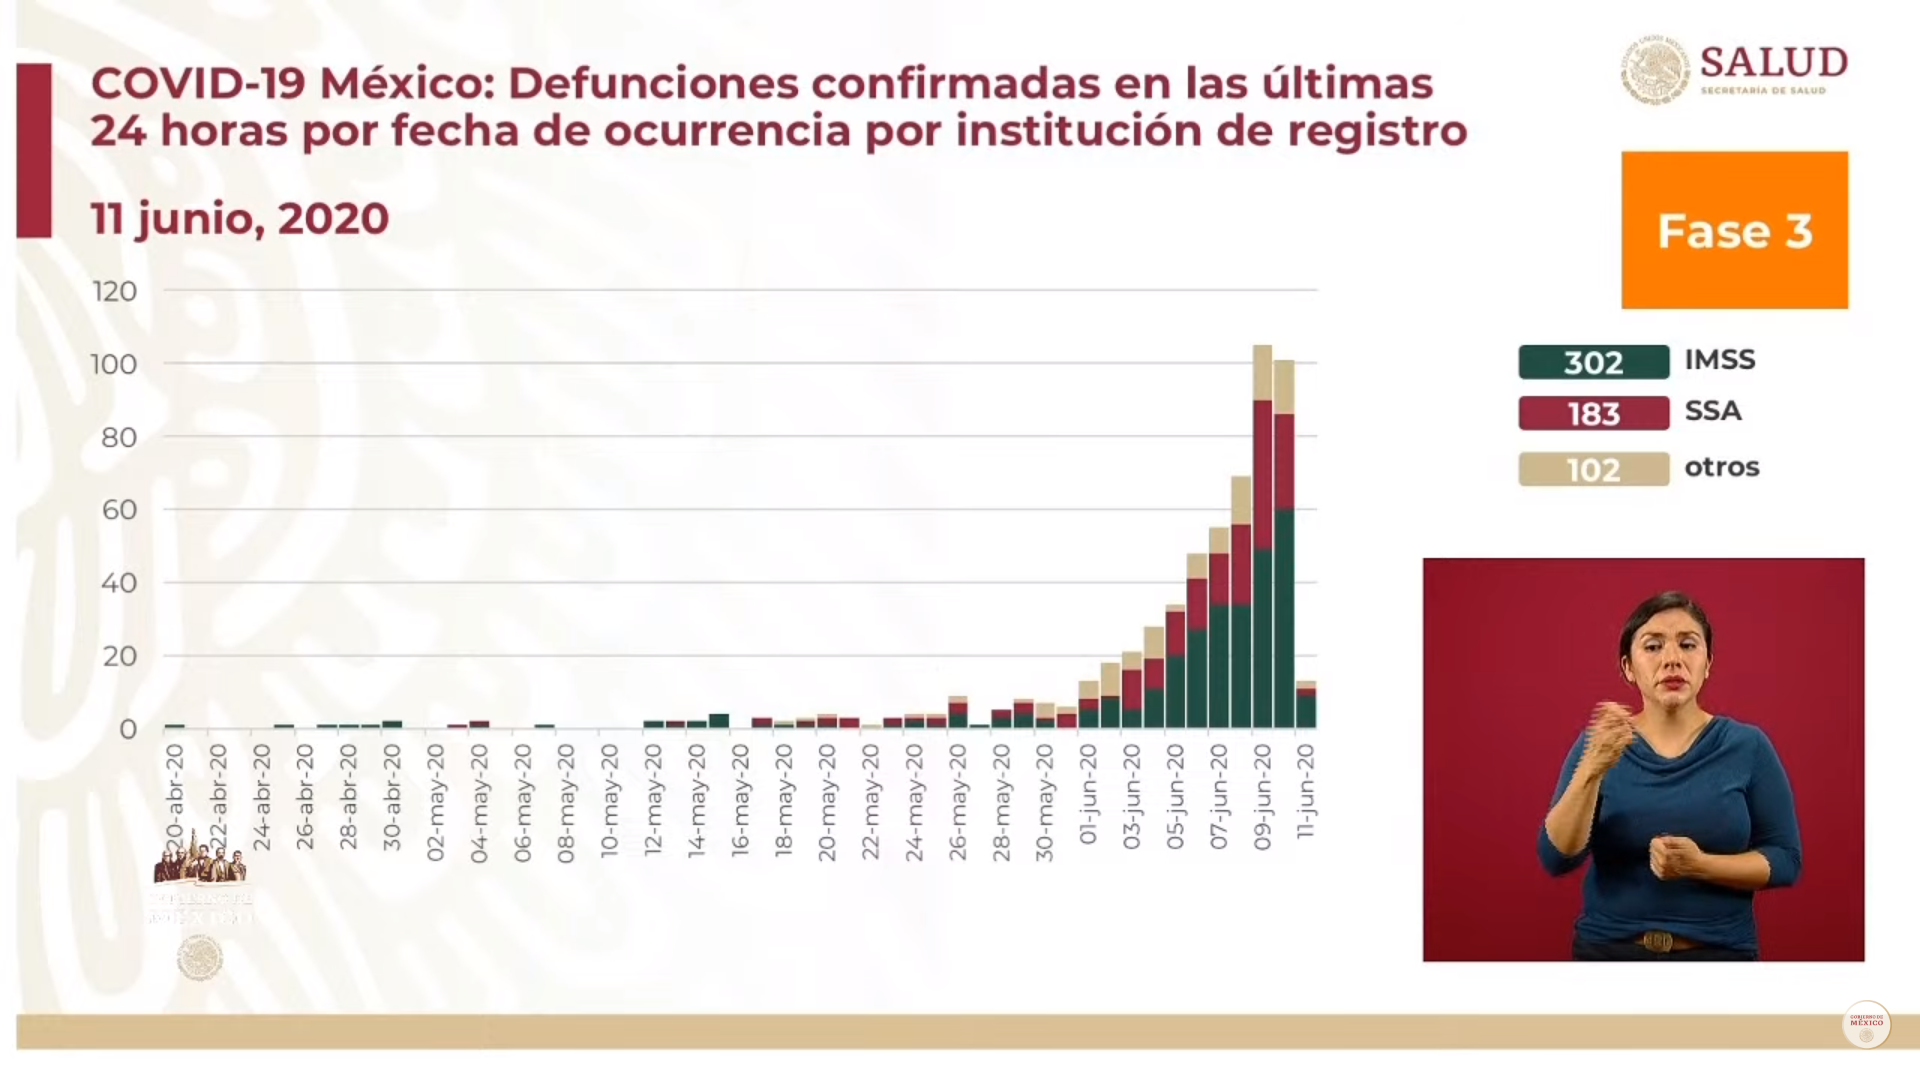 COVID-19 México: Defunciones confirmadas en las últimas
24 horas por fecha de ocurrencia por institución de registro
11 junio, 2020
SALUD
SECRETARÍA DE SALUD
Fase 3
120
100
80
60
40
20
0
20-abr-20
22-abr-20
24-abr-20
26-abr-20
28-abr-20
30-abr-20
02-may-20
04-may-20
06-may-20
08-may-20
10-may-20
12-may-20
14-may-20
16-may-20
18-may-20
20-may-20
22-may-20
24-may-20
26-may-20
28-may-20
30-may-20
01-jun-20
03-jun-20
05-jun-20
07-jun-20
09-jun-20
11-jun-20
302 IMSS
183 SSA
102 otros
MÉXICO
GOBIERNO DE
MÉXICO